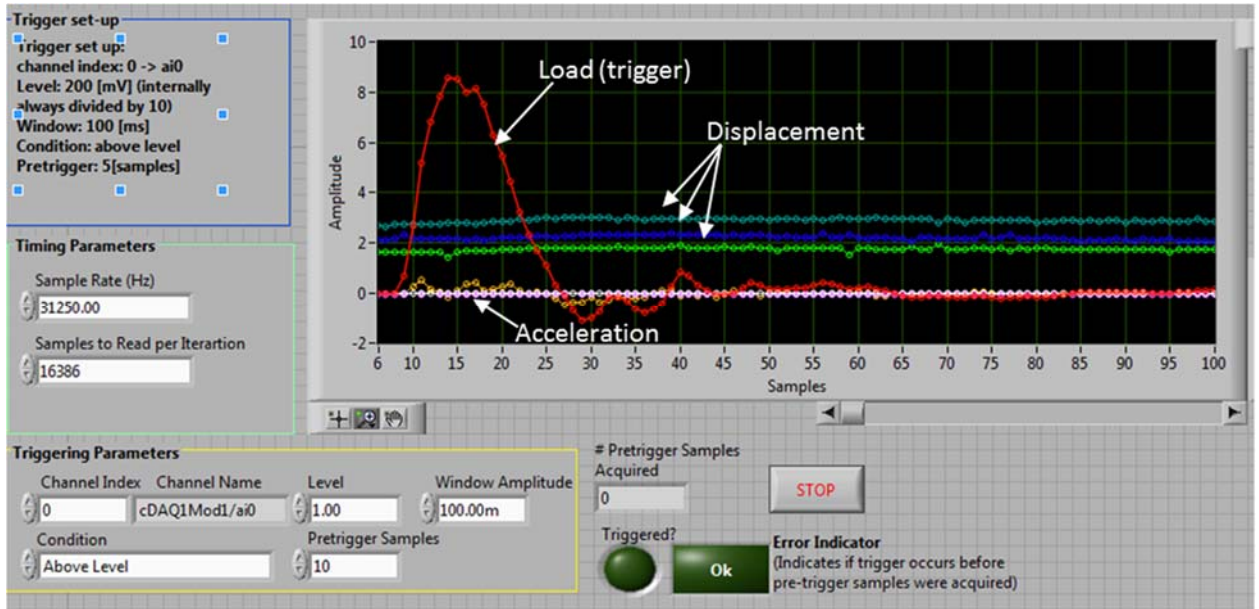 Trigger set-up
Trigger set up:
channel index: 0 -> ai0
Level: 200 [mV] (internally
always divided by 10)
Window: 100 [ms]
Condition: above level
Pretrigger: 5[samples]
Timing Parameters
Sample Rate (Hz)
31250.00
Samples to Read per Iterartion
16386
Load (trigger)
Displacement
Acceleration
Amplitude
10
8
6
4
2
0
-2
6 10 15 20 25 30 35 40 45 50 55 60 65 70 75 80 85 90 95 100
Samples
Triggering Parameters
Channel Index Channel Name Level Window Amplitude
0 cDAQ1Mod1/ai0 1.00 100.00m
Condition Pretrigger Samples
Above Level 10
# Pretrigger Samples
Acquired
0
STOP
Triggered?
Ok
Error Indicator
(Indicates if trigger occurs before
pre-trigger samples were acquired)